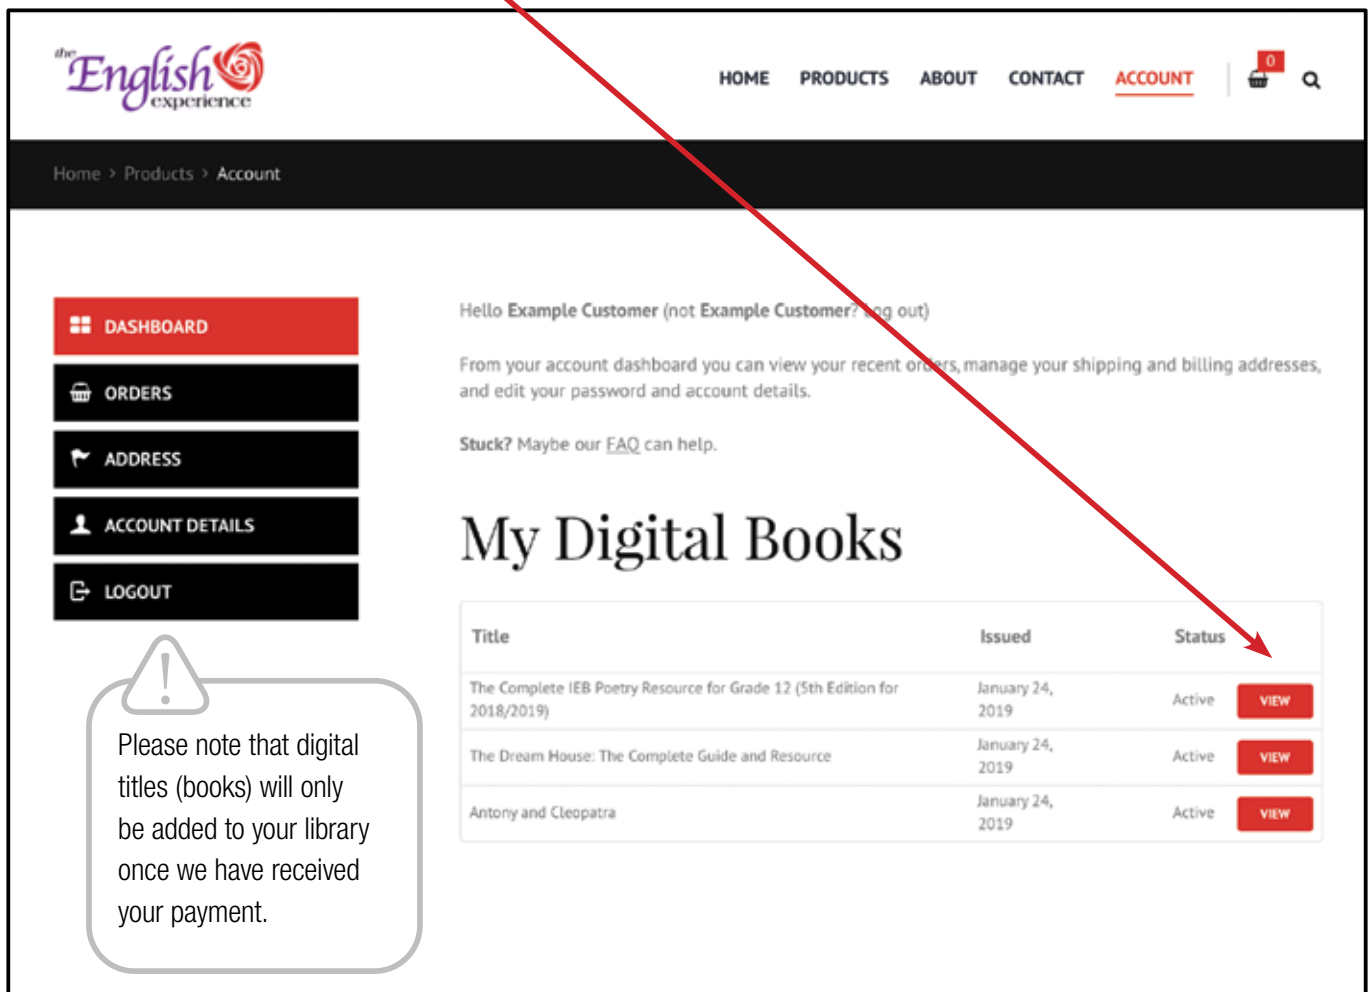 the
English
experience
HOME PRODUCTS ABOUT CONTACT ACCOUNT 0
Home > Products > Account
DASHBOARD
ORDERS
ADDRESS
ACCOUNT DETAILS
LOGOUT
Please note that digital
titles (books) will only
be added to your library
once we have received
your payment.
Hello Example Customer (not Example Customer? Log out)
From your account dashboard you can view your recent orders, manage your shipping and billing addresses,
and edit your password and account details.
Stuck? Maybe our FAQ can help.
My Digital Books
Title Issued Status
The Complete IEB Poetry Resource for Grade 12 (5th Edition for
2018/2019)
January 24,
2019
Active VIEW
The Dream House: The Complete Guide and Resource
January 24,
2019
Active VIEW
Antony and Cleopatra
January 24,
2019
Active VIEW